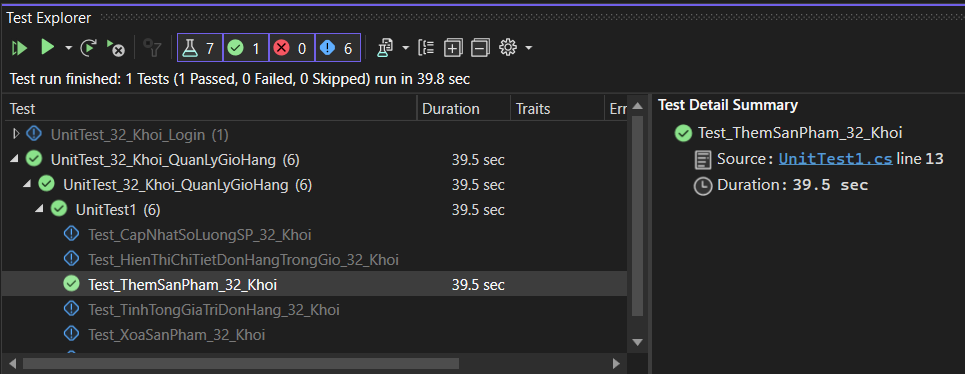 Test Explorer
7 1 0 6
Test run finished: 1 Tests (1 Passed, 0 Failed, 0 Skipped) run in 39.8 sec
Test Duration Traits Err
UnitTest_32_Khoi_Login (1)
UnitTest_32_Khoi_QuanLyGioHang (6) 39.5 sec
UnitTest_32_Khoi_QuanLyGioHang (6) 39.5 sec
UnitTest1 (6) 39.5 sec
Test_CapNhatSoLuongSP_32_Khoi
Test_HienThiChiTietDonHangTrongGio_32_Khoi
Test_ThemSanPham_32_Khoi 39.5 sec
Test_TinhTongGiaTriDonHang_32_Khoi
Test_XoaSanPham_32_Khoi
Test Detail Summary
Test_ThemSanPham_32_Khoi
Source: UnitTest1.cs line 13
Duration: 39.5 sec